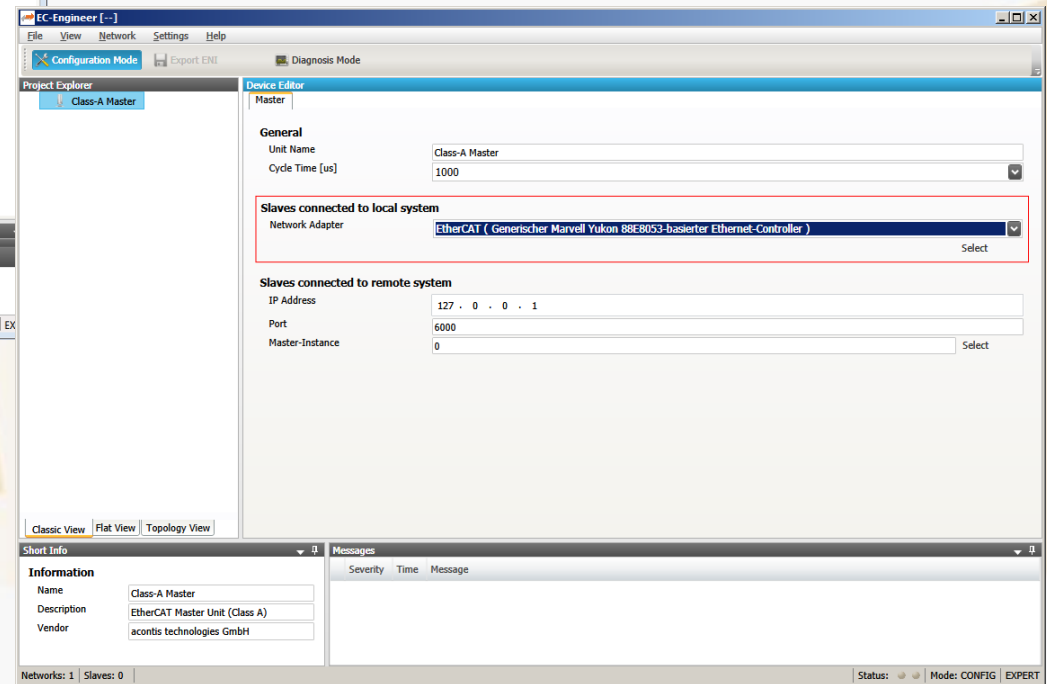 EC-Engineer [--]
File View Network Settings Help
Configuration Mode Export ENI Diagnosis Mode
Project Explorer
Class-A Master
Classic View Flat View Topology View
Device Editor
Master
General
Unit Name Class-A Master
Cycle Time [us] 1000
Slaves connected to local system
Network Adapter EtherCAT ( Generischer Marvell Yukon 88E8053-basierter Ethernet-Controller )
Select
Slaves connected to remote system
IP Address 127 . 0 . 0 . 1
Port 6000
Master-Instance 0 Select
EX
Short Info
Information
Name Class-A Master
Description EtherCAT Master Unit (Class A)
Vendor acontis technologies GmbH
Messages
Severity Time Message
Networks: 1 Slaves: 0 Status: Mode: CONFIG EXPERT